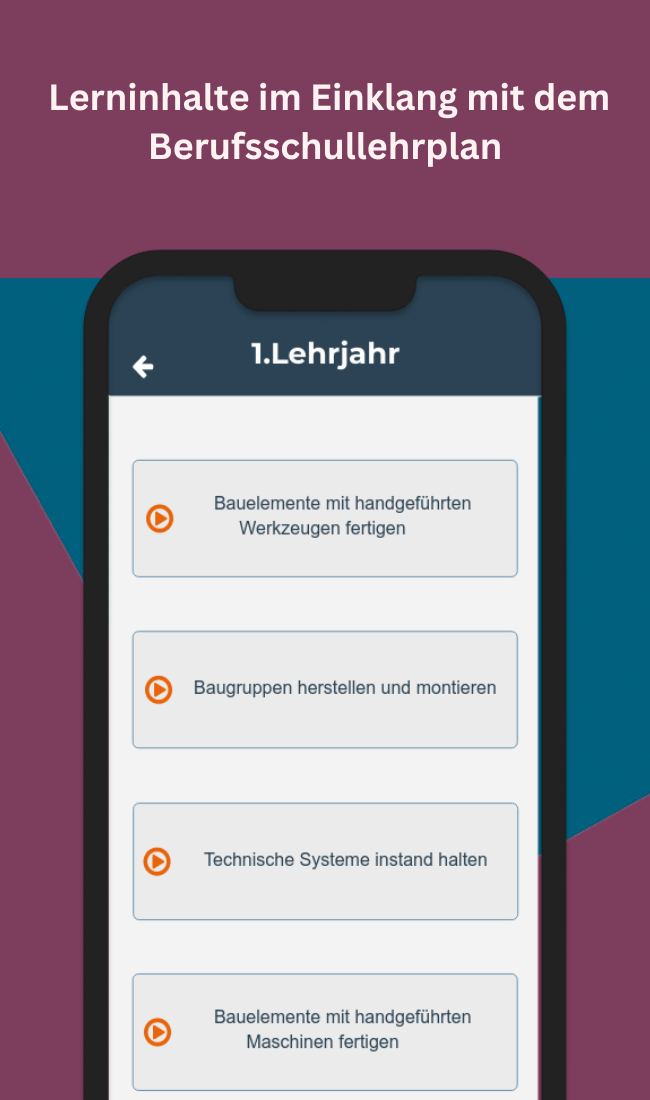 Lerninhalte im Einklang mit dem
Berufsschullehrplan
1.Lehrjahr
Bauelemente mit handgeführten
Werkzeugen fertigen
Baugruppen herstellen und montieren
Technische Systeme instand halten
Bauelemente mit handgeführten
Maschinen fertigen